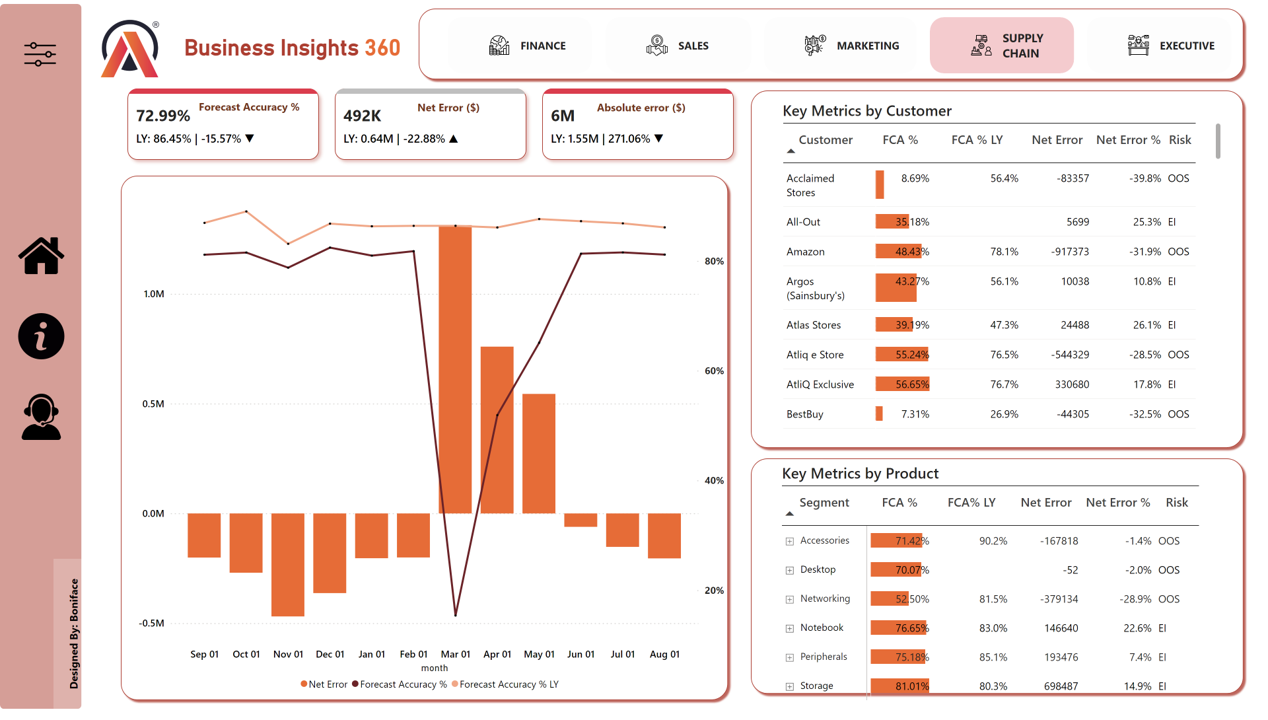 ®
Business Insights 360
FINANCE
SALES
MARKETING
SUPPLY
CHAIN
EXECUTIVE
72.99%
Forecast Accuracy %
LY: 86.45% | -15.57% ▼
492K
Net Error ($)
LY: 0.64M | -22.88% ▲
6M
Absolute error ($)
LY: 1.55M | 271.06% ▼
1.0M
0.5M
0.0M
-0.5M
80%
60%
40%
20%
Sep 01 Oct 01 Nov 01 Dec 01 Jan 01 Feb 01 Mar 01 Apr 01 May 01 Jun 01 Jul 01 Aug 01
month
Net Error Forecast Accuracy % Forecast Accuracy % LY
Key Metrics by Customer
Customer FCA % FCA % LY Net Error Net Error % Risk
Acclaimed
Stores 8.69% 56.4% -83357 -39.8% OOS
All-Out 35.18% 5699 25.3% EI
Amazon 48.43% 78.1% -917373 -31.9% OOS
Argos
(Sainsbury's) 43.27% 56.1% 10038 10.8% EI
Atlas Stores 39.19% 47.3% 24488 26.1% EI
Atliq e Store 55.24% 76.5% -544329 -28.5% OOS
AtliQ Exclusive 56.65% 76.7% 330680 17.8% EI
BestBuy 7.31% 26.9% -44305 -32.5% OOS
Key Metrics by Product
Segment FCA % FCA% LY Net Error Net Error % Risk
Accessories 71.42% 90.2% -167818 -1.4% OOS
Desktop 70.07% -52 -2.0% OOS
Networking 52.50% 81.5% -379134 -28.9% OOS
Notebook 76.65% 83.0% 146640 22.6% EI
Peripherals 75.18% 85.1% 193476 7.4% EI
Storage 81.01% 80.3% 698487 14.9% EI
Designed By: Boniface